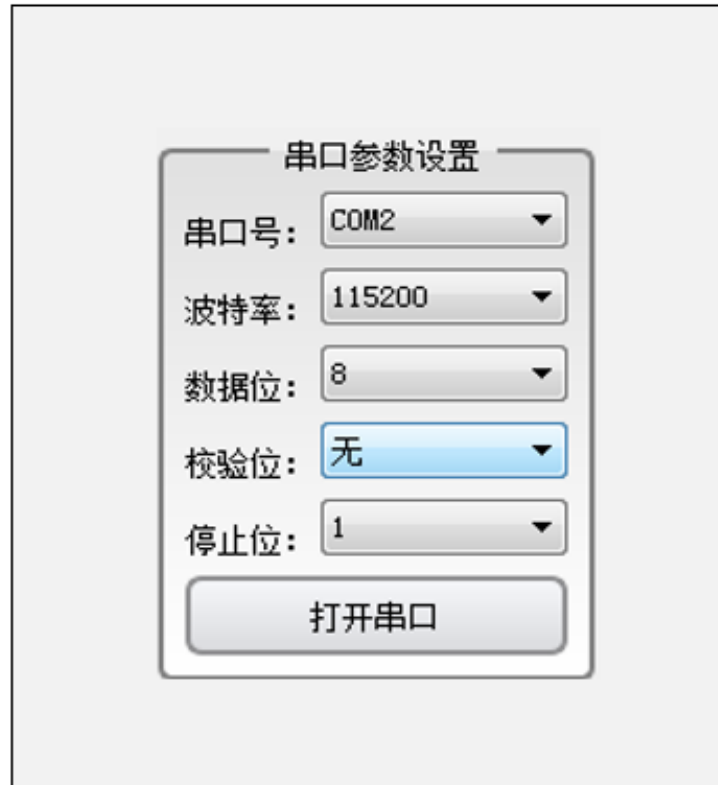 串口参数设置
串口号： COM2
波特率： 115200
数据位： 8
校验位： 无
停止位： 1
打开串口